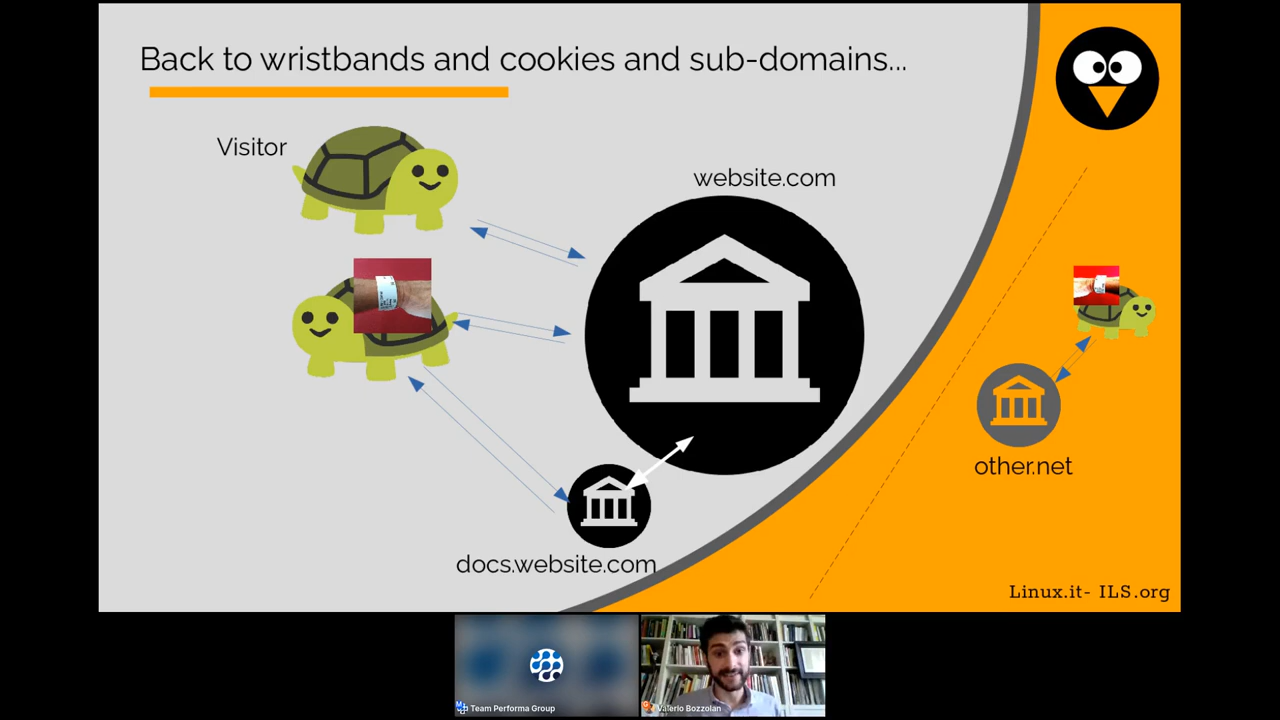 Back to wristbands and cookies and sub-domains...
Visitor
website.com
other.net
docs.website.com
Linux.it- ILS.org
Team Performa Group
Valerio Bozzolan